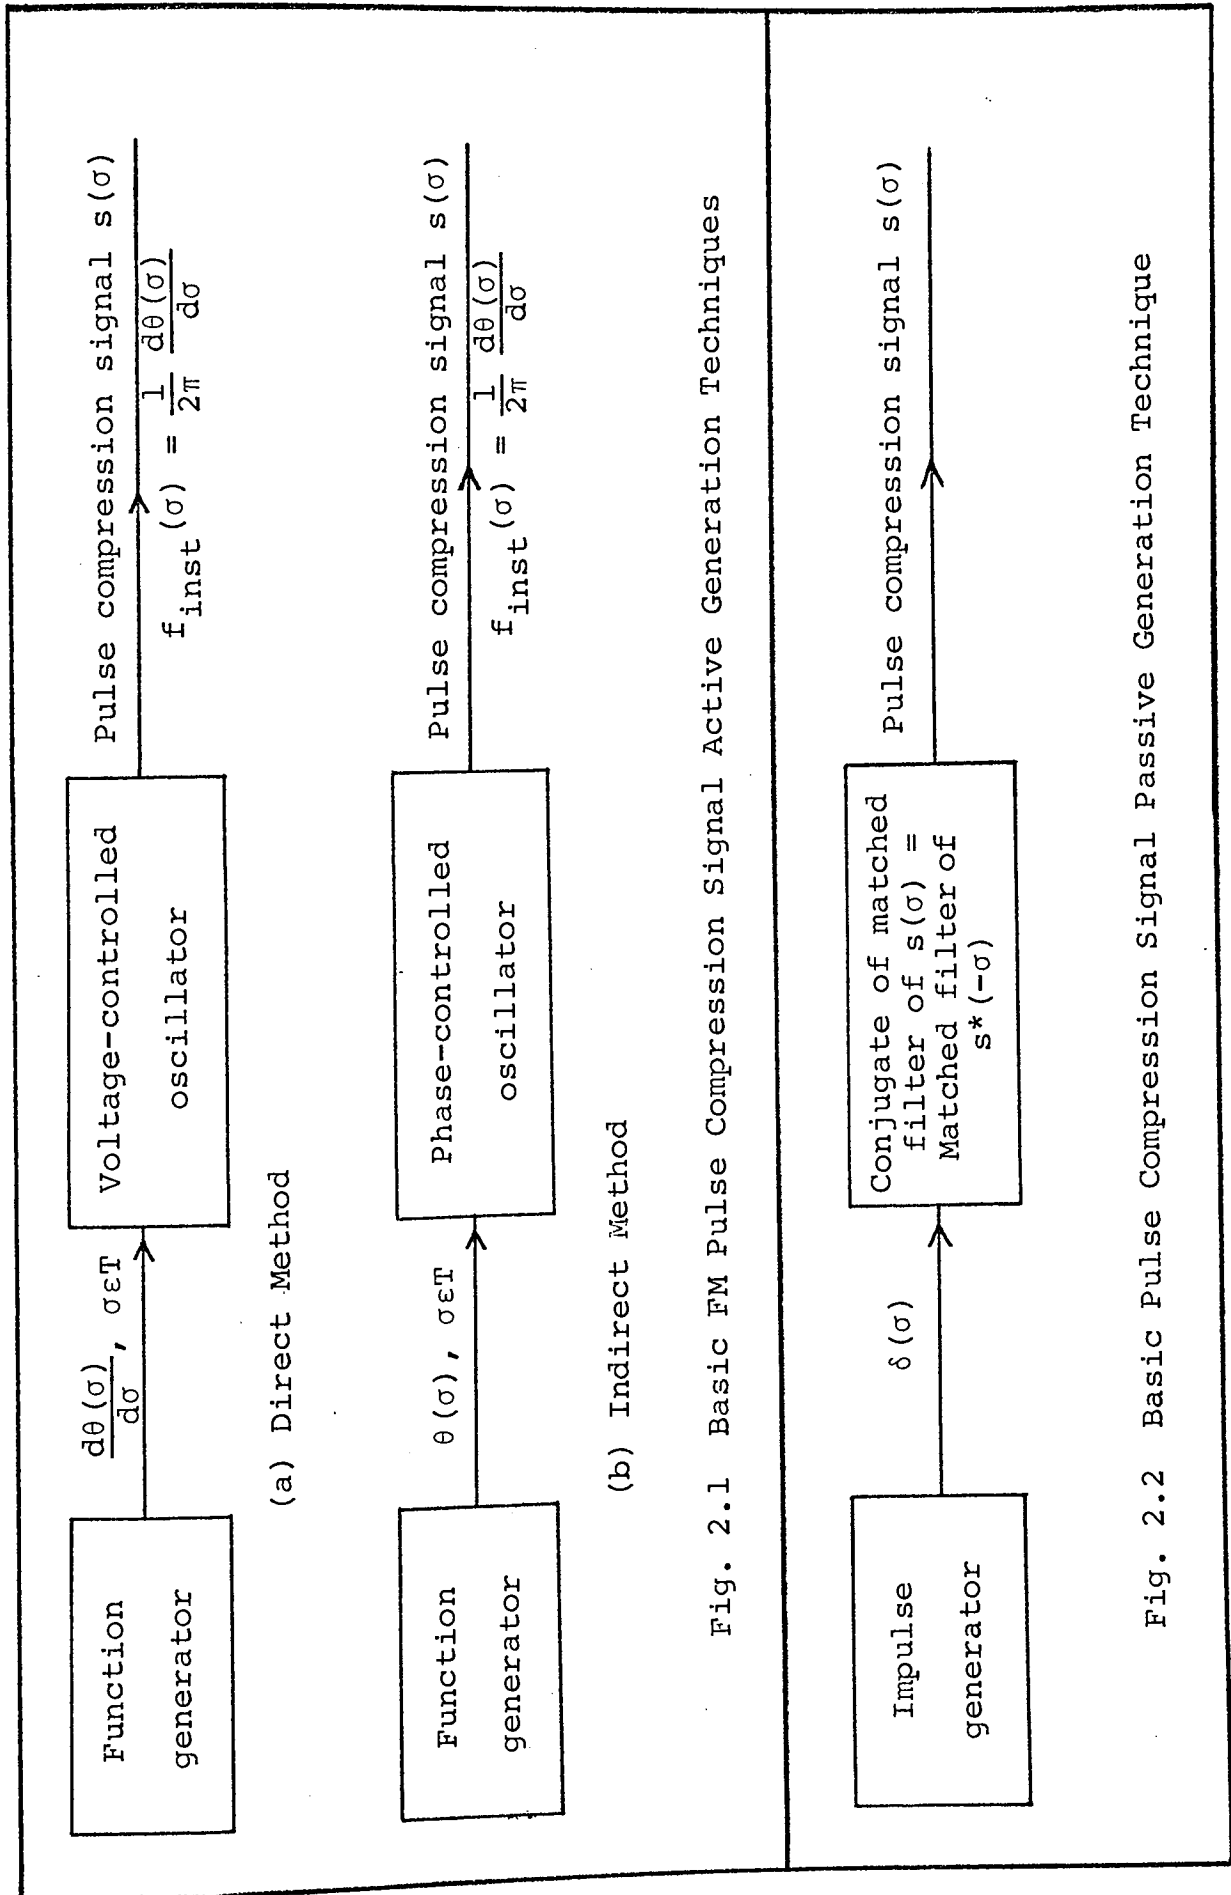 Function
generator
dθ(σ)/dσ, σεT
Voltage-controlled
oscillator
Pulse compression signal s(σ)
f_inst(σ) = 1/2π dθ(σ)/dσ
(a) Direct Method
Function
generator
θ(σ), σεT
Phase-controlled
oscillator
Pulse compression signal s(σ)
f_inst(σ) = 1/2π dθ(σ)/dσ
(b) Indirect Method
Fig. 2.1 Basic FM Pulse Compression Signal Active Generation Techniques
Impulse
generator
δ(σ)
Conjugate of matched
filter of s(σ) =
Matched filter of
s*(-σ)
Pulse compression signal s(σ)
Fig. 2.2 Basic Pulse Compression Signal Passive Generation Technique